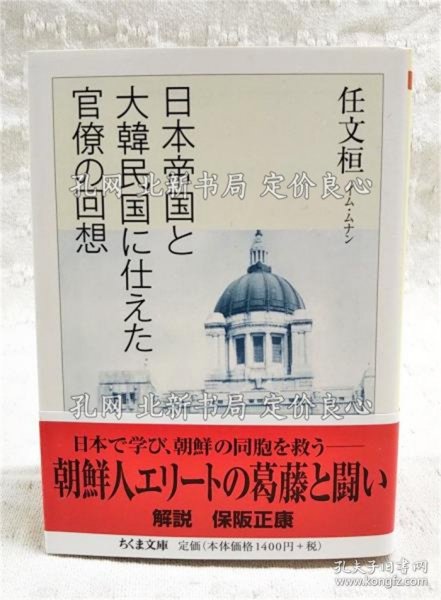 日本帝国と
大韓民国に仕えた
官僚の回想
任文桓
イム・ムナン
孔网 北新书局 定价良心
孔网 北新书局 定价良心
日本で学び、朝鮮の同胞を救う――
朝鮮人エリートの葛藤と闘い
解説 保阪正康
ちくま文庫 定価(本体価格1400円+税)
孔夫子旧书网
www.kongfz.com